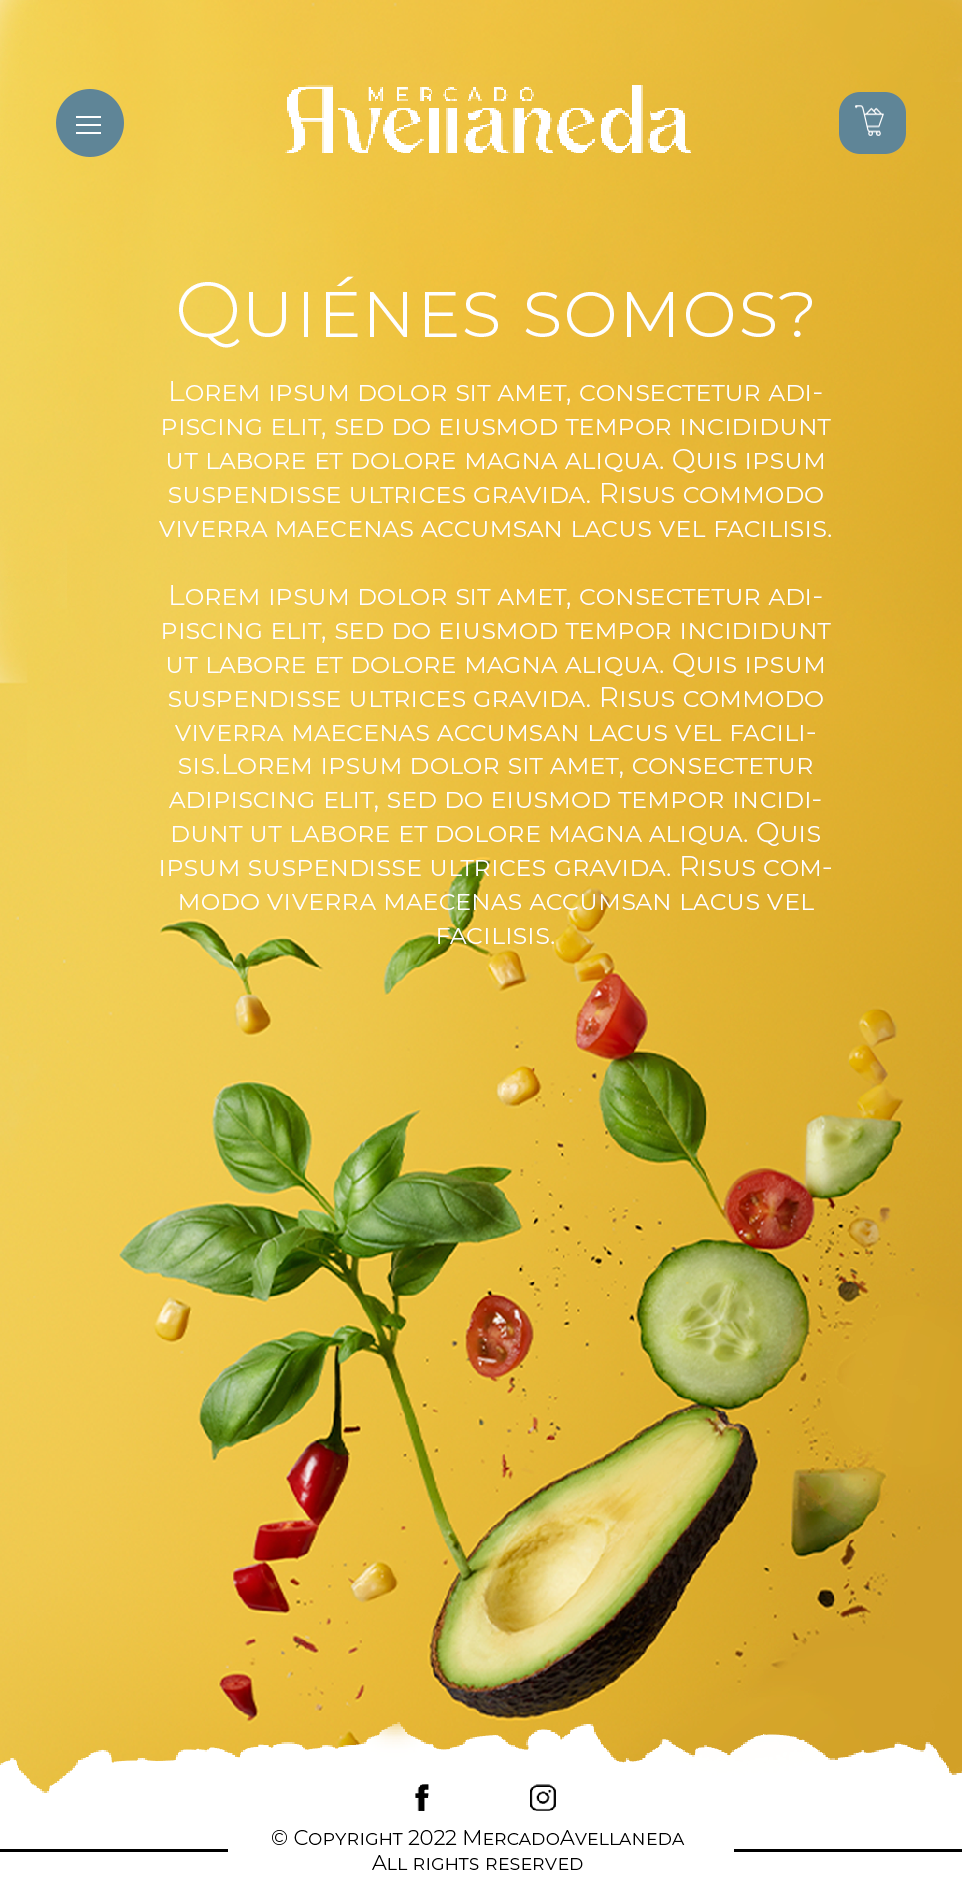 MERCADO
Avellaneda
Quiénes somos?
Lorem ipsum dolor sit amet, consectetur adi-
piscing elit, sed do eiusmod tempor incididunt
ut labore et dolore magna aliqua. Quis ipsum
suspendisse ultrices gravida. Risus commodo
viverra maecenas accumsan lacus vel facilisis.
Lorem ipsum dolor sit amet, consectetur adi-
piscing elit, sed do eiusmod tempor incididunt
ut labore et dolore magna aliqua. Quis ipsum
suspendisse ultrices gravida. Risus commodo
viverra maecenas accumsan lacus vel facili-
sis.Lorem ipsum dolor sit amet, consectetur
adipiscing elit, sed do eiusmod tempor incidi-
dunt ut labore et dolore magna aliqua. Quis
ipsum suspendisse ultrices gravida. Risus com-
modo viverra maecenas accumsan lacus vel
facilisis.
© Copyright 2022 MercadoAvellaneda
All rights reserved